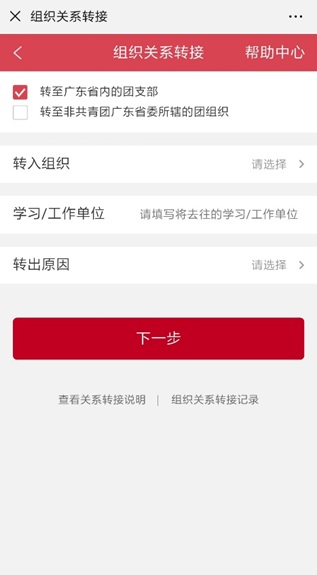 组织关系转接
组织关系转接 帮助中心
转至广东省内的团支部
转至非共青团广东省委所辖的团组织
转入组织 请选择
学习/工作单位 请填写将去往的学习/工作单位
转出原因 请选择
下一步
查看关系转接说明 | 组织关系转接记录